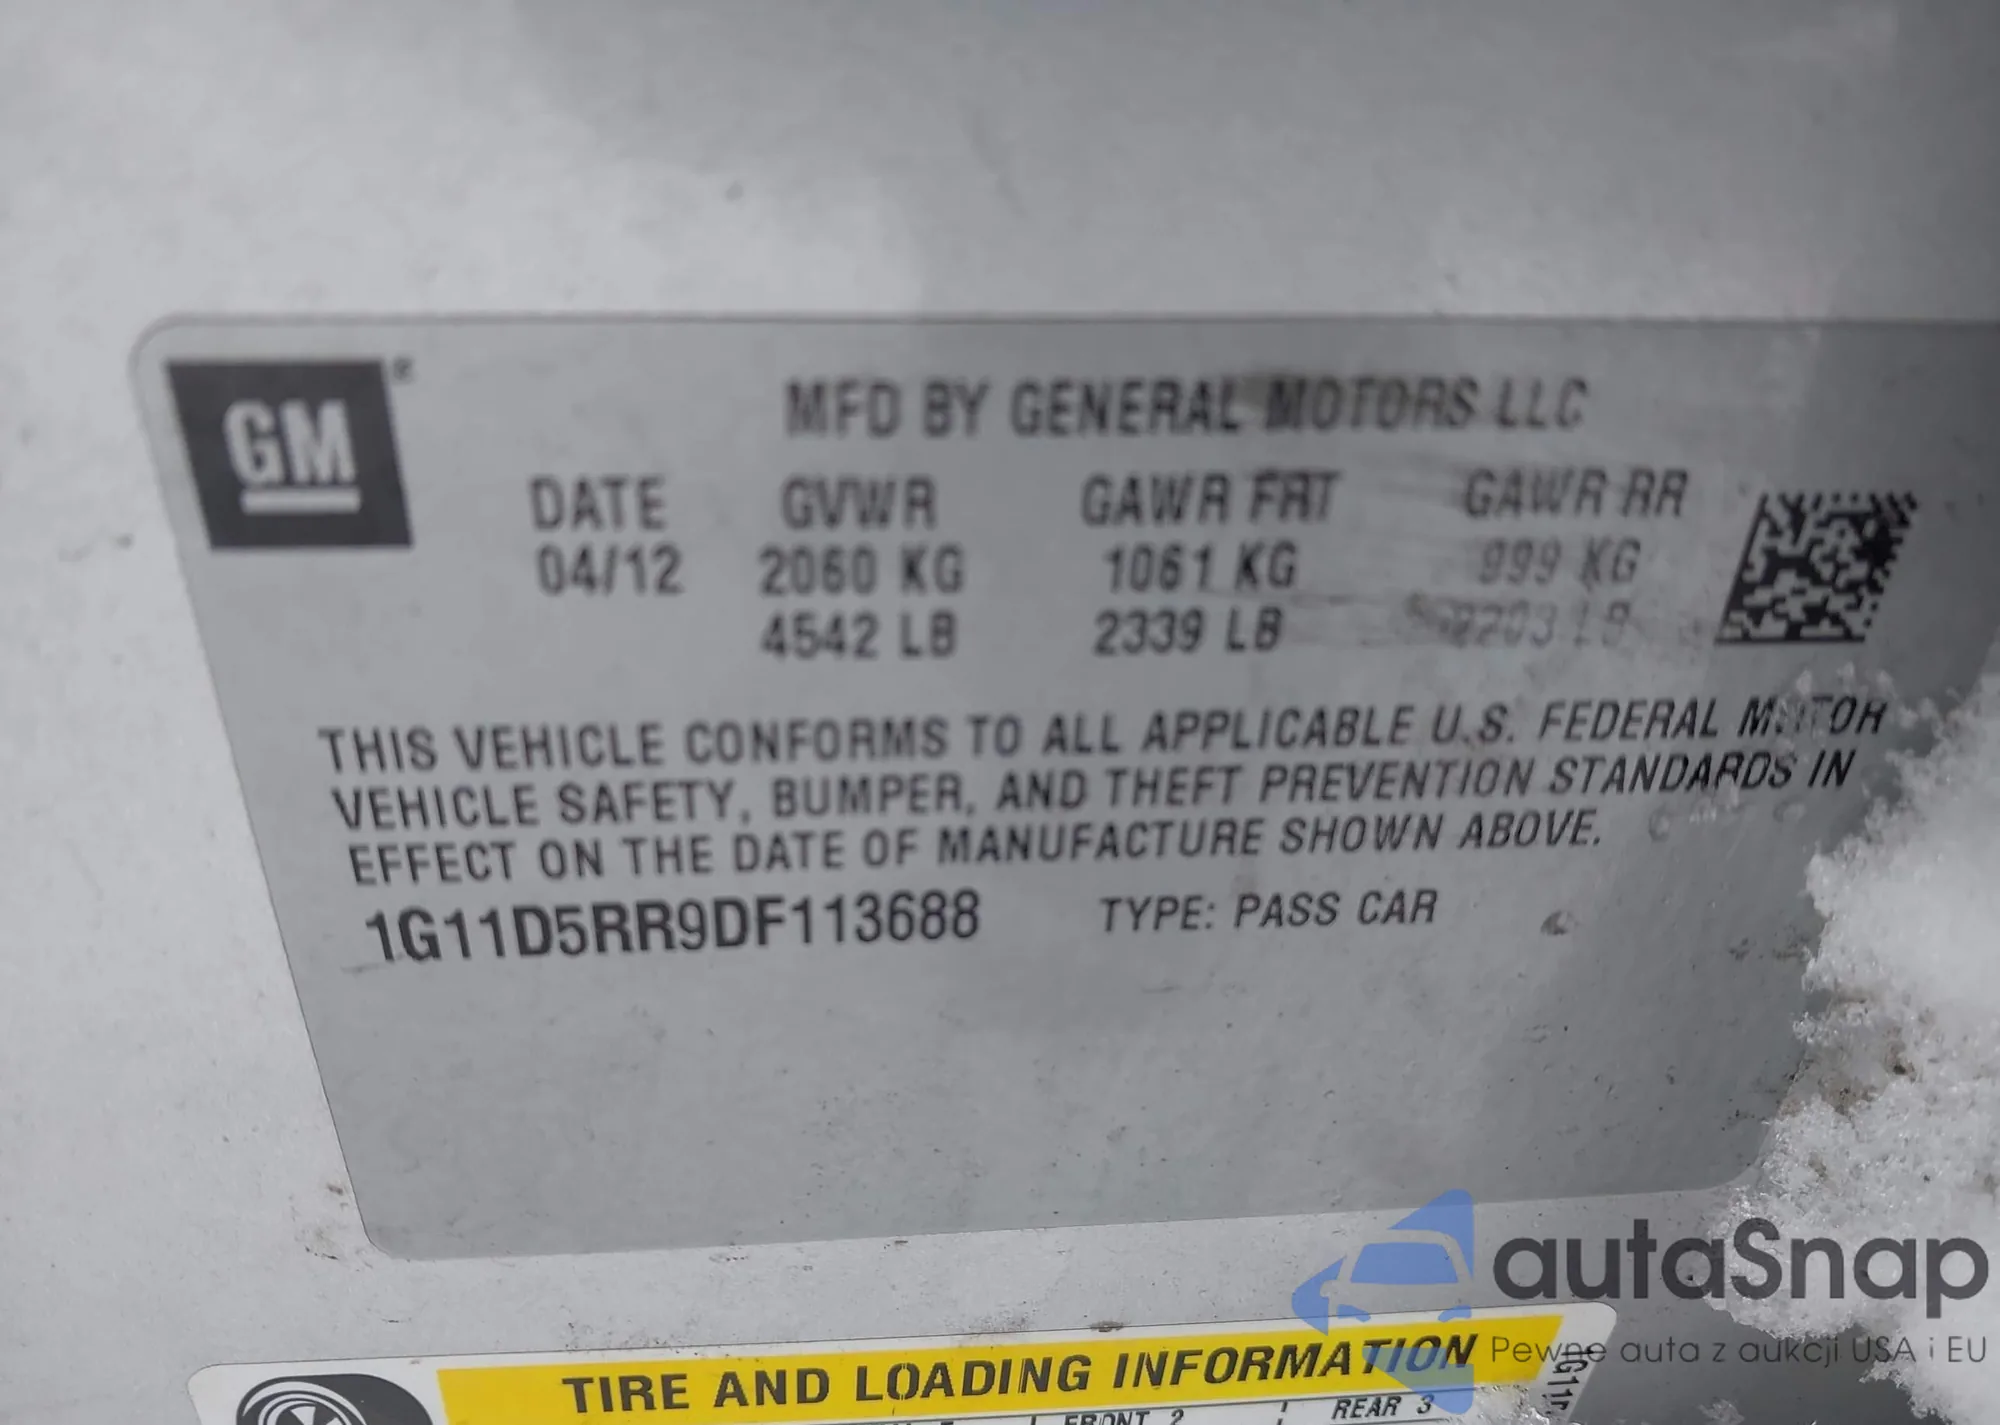 GM®
MFD BY GENERAL MOTORS LLC
DATE GVWR GAWR FRT GAWR RR
04/12 2060 KG 1061 KG 999 KG
4542 LB 2339 LB 2203 LB
THIS VEHICLE CONFORMS TO ALL APPLICABLE U.S. FEDERAL MOTOR
VEHICLE SAFETY, BUMPER, AND THEFT PREVENTION STANDARDS IN
EFFECT ON THE DATE OF MANUFACTURE SHOWN ABOVE.
1G11D5RR9DF113688 TYPE: PASS CAR
autaSnap
Pewne auta z aukcji USA i EU
TIRE AND LOADING INFORMATION
FRONT 2 REAR 3